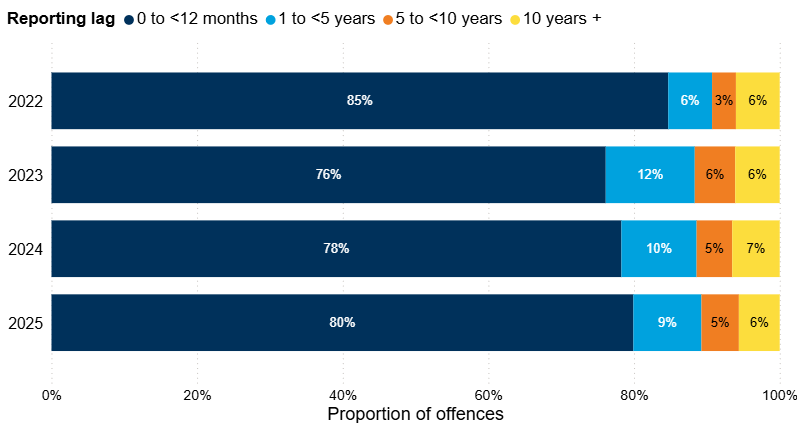 Reporting lag 0 to <12 months 1 to <5 years 5 to <10 years 10 years +
2022 85% 6% 3% 6%
2023 76% 12% 6% 6%
2024 78% 10% 5% 7%
2025 80% 9% 5% 6%
0% 20% 40% 60% 80% 100%
Proportion of offences